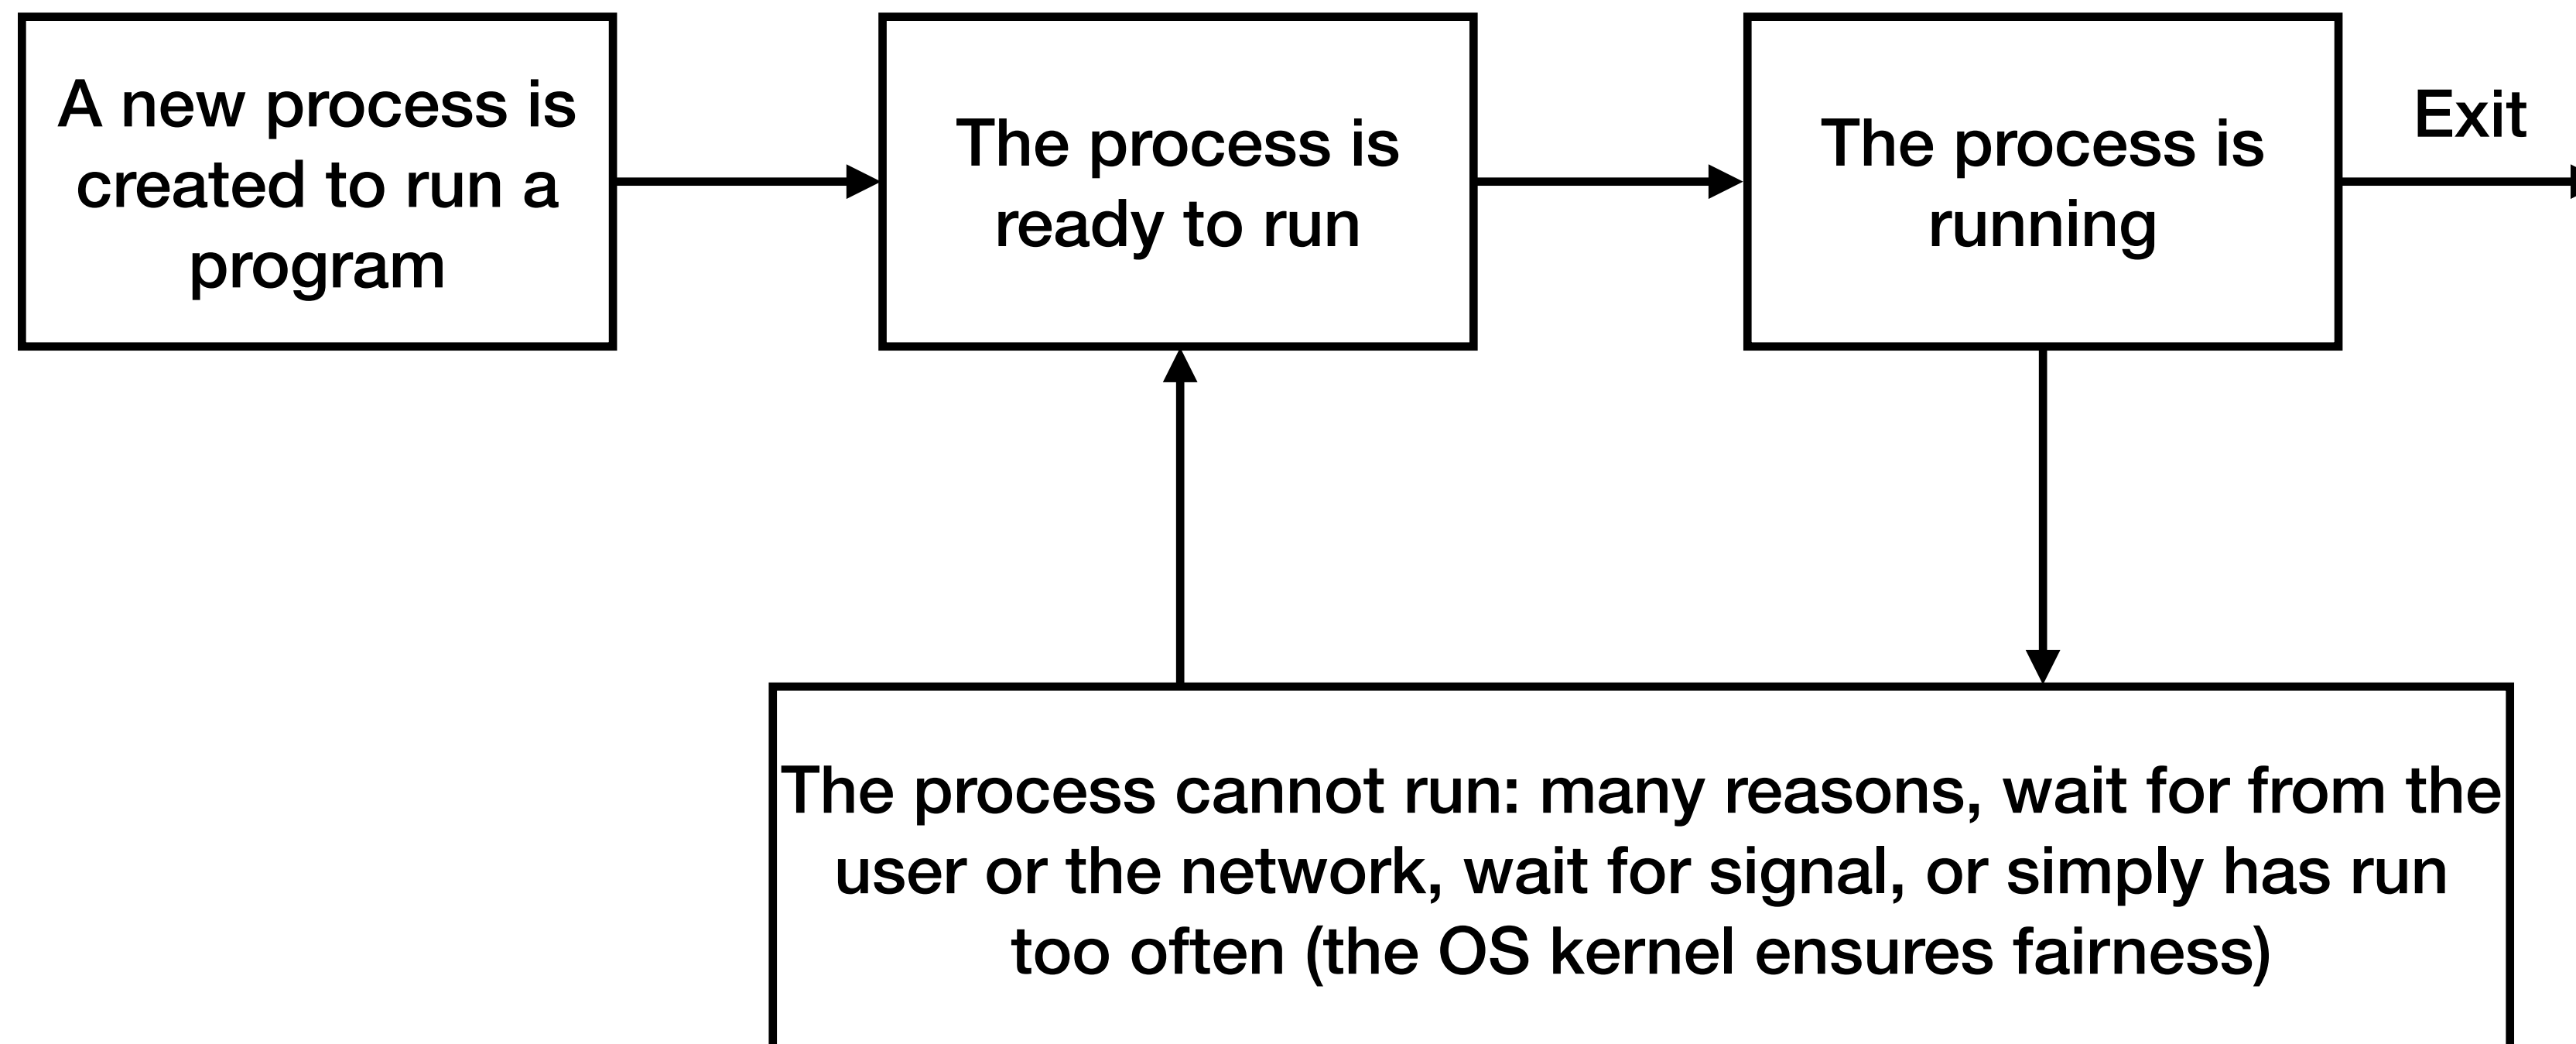 A new process is
created to run a
program
The process is
ready to run
The process is
running
Exit
The process cannot run: many reasons, wait for from the
user or the network, wait for signal, or simply has run
too often (the OS kernel ensures fairness)